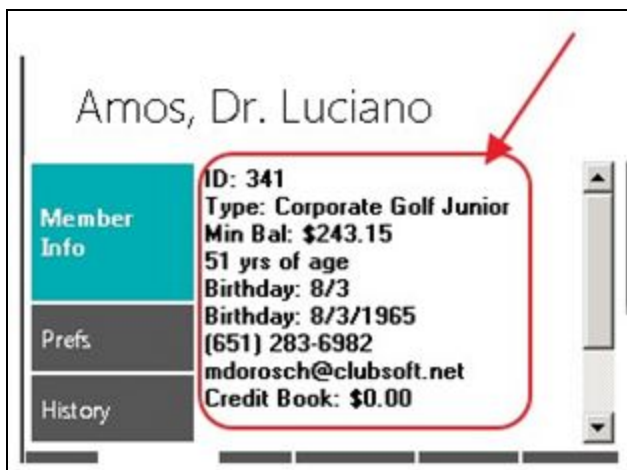 Amos, Dr. Luciano
Member
Info
Prefs
History
ID: 341
Type: Corporate Golf Junior
Min Bal: $243.15
51 yrs of age
Birthday: 8/3
Birthday: 8/3/1965
(651) 283-6982
mdorosch@clubsoft.net
Credit Book: $0.00